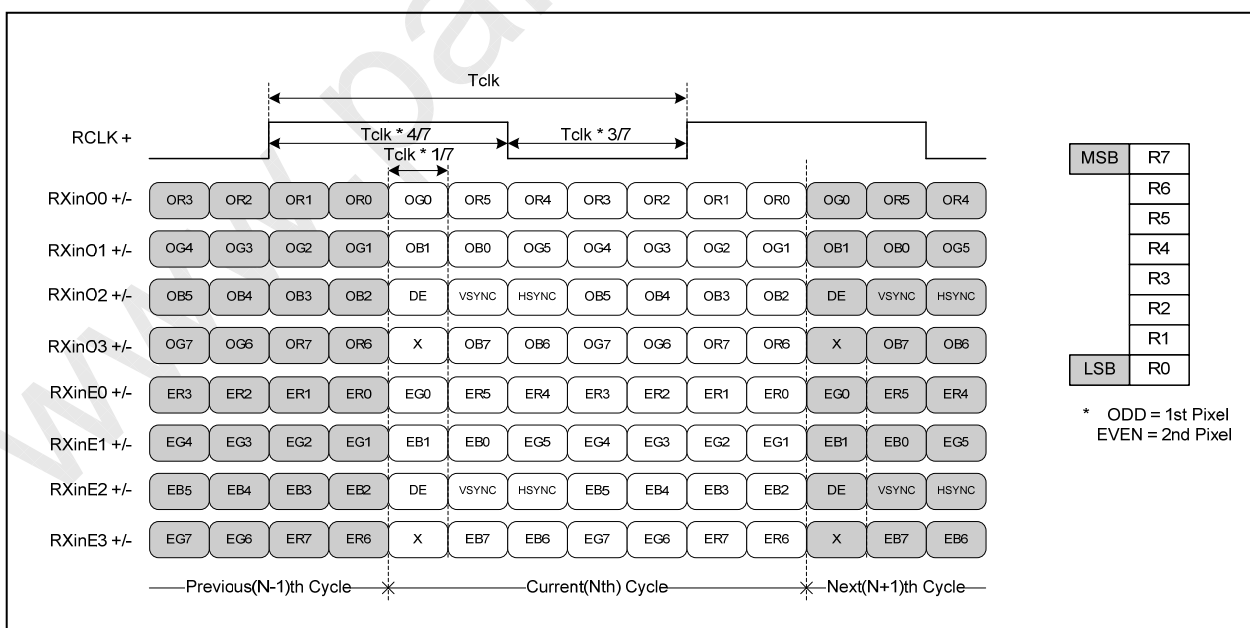 Tclk
RCLK +
Tclk * 4/7
Tclk * 3/7
Tclk * 1/7
RXinO0 +/- OR3 OR2 OR1 OR0 OG0 OR5 OR4 OR3 OR2 OR1 OR0 OG0 OR5 OR4
RXinO1 +/- OG4 OG3 OG2 OG1 OB1 OB0 OG5 OG4 OG3 OG2 OG1 OB1 OB0 OG5
RXinO2 +/- OB5 OB4 OB3 OB2 DE VSYNC HSYNC OB5 OB4 OB3 OB2 DE VSYNC HSYNC
RXinO3 +/- OG7 OG6 OR7 OR6 X OB7 OB6 OG7 OG6 OR7 OR6 X OB7 OB6
RXinE0 +/- ER3 ER2 ER1 ER0 EG0 ER5 ER4 ER3 ER2 ER1 ER0 EG0 ER5 ER4
RXinE1 +/- EG4 EG3 EG2 EG1 EB1 EB0 EG5 EG4 EG3 EG2 EG1 EB1 EB0 EG5
RXinE2 +/- EB5 EB4 EB3 EB2 DE VSYNC HSYNC EB5 EB4 EB3 EB2 DE VSYNC HSYNC
RXinE3 +/- EG7 EG6 ER7 ER6 X EB7 EB6 EG7 EG6 ER7 ER6 X EB7 EB6
Previous(N-1)th Cycle Current(Nth) Cycle Next(N+1)th Cycle
MSB R7
R6
R5
R4
R3
R2
R1
LSB R0
* ODD = 1st Pixel
EVEN = 2nd Pixel